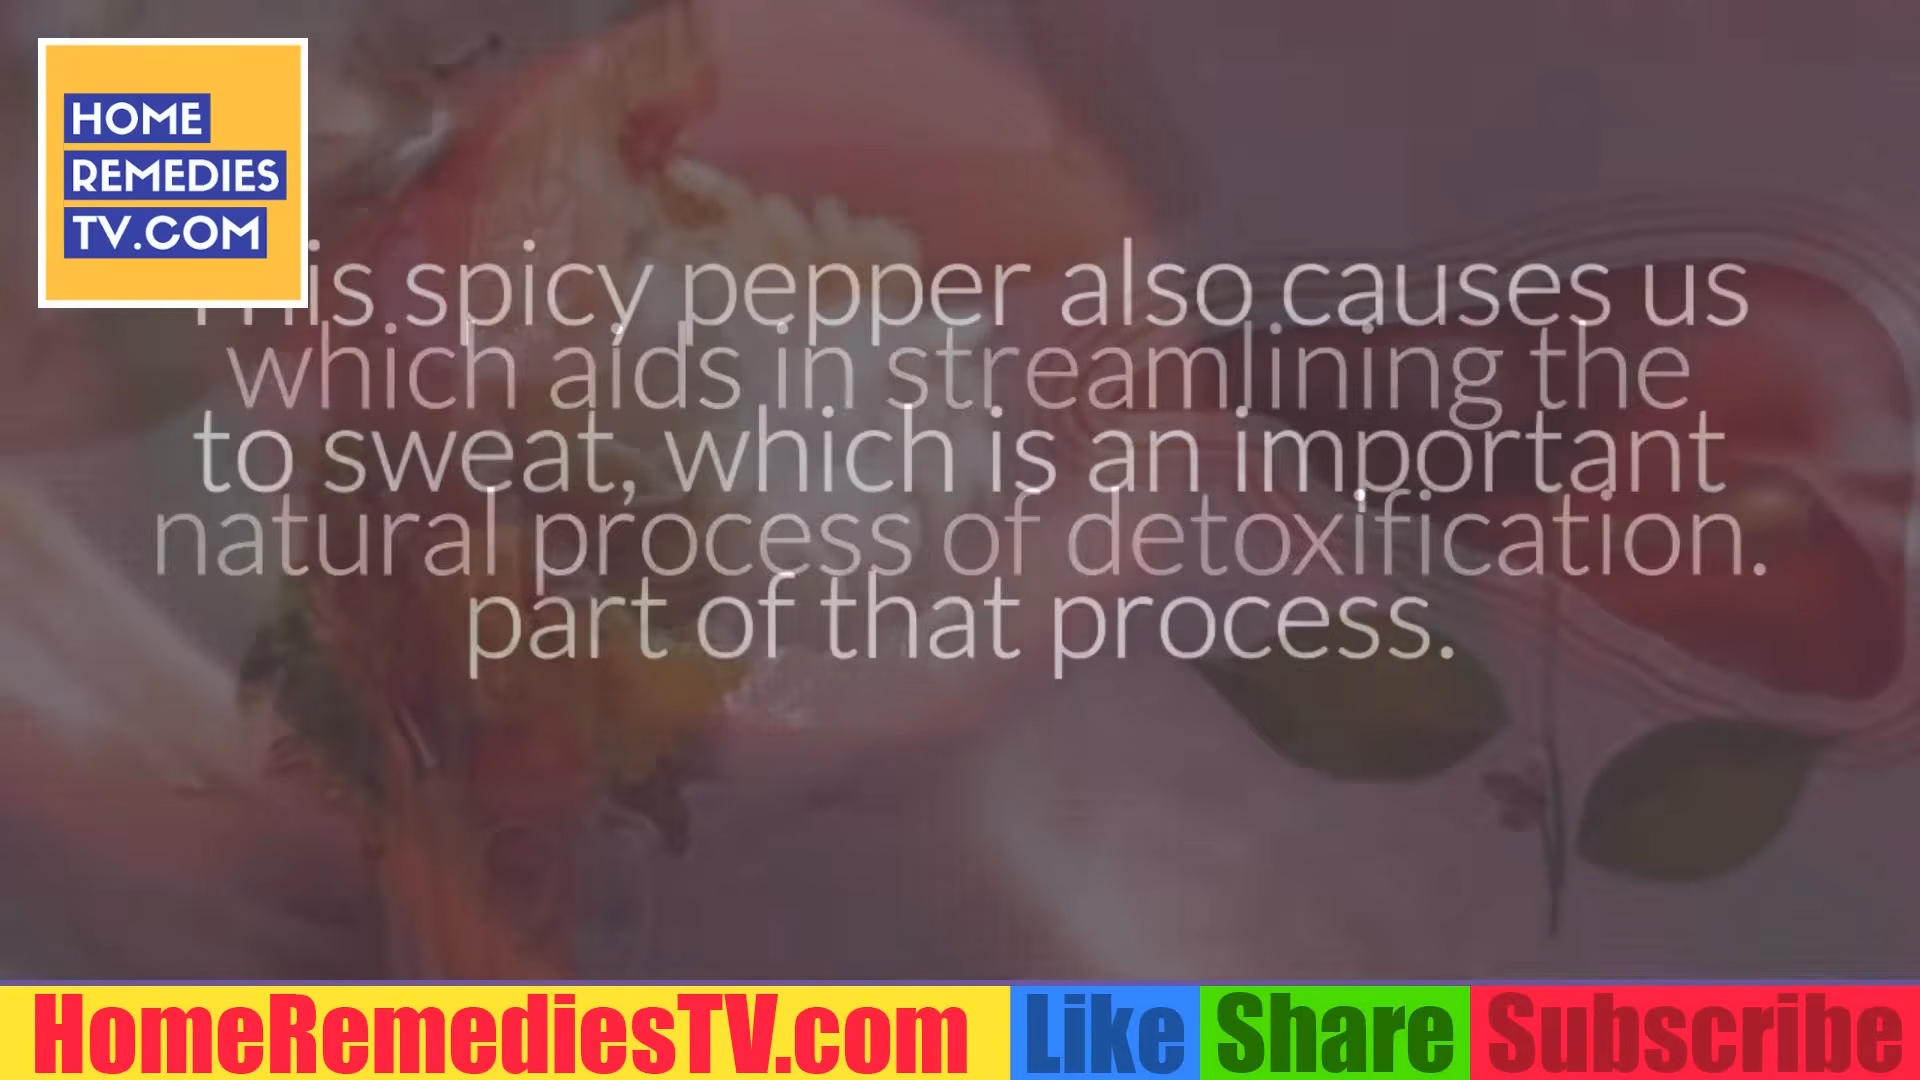 HOME
REMEDIES
TV.COM
is spicy pepper also causes us
which aids in streamlining the
to sweat, which is an important
natural process of detoxification.
part of that process.
HomeRemediesTV.com Like Share Subscribe